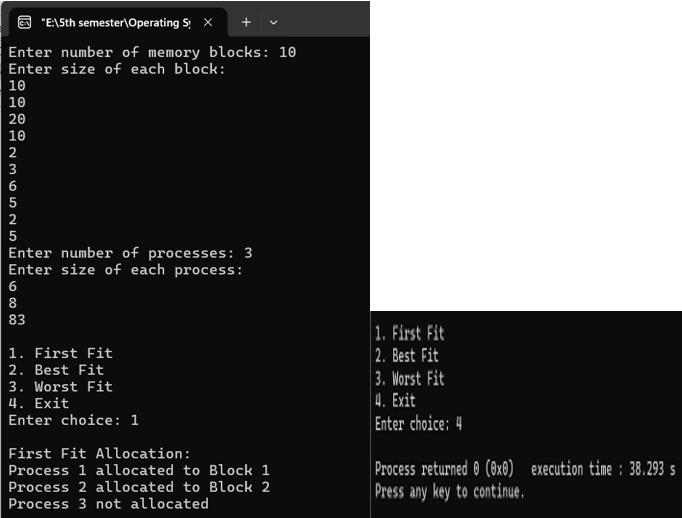 "E:\5th semester\Operating Sy
Enter number of memory blocks: 10
Enter size of each block:
10
10
20
10
2
3
6
5
2
5
Enter number of processes: 3
Enter size of each process:
6
8
83
1. First Fit
2. Best Fit
3. Worst Fit
4. Exit
Enter choice: 1
First Fit Allocation:
Process 1 allocated to Block 1
Process 2 allocated to Block 2
Process 3 not allocated
1. First Fit
2. Best Fit
3. Worst Fit
4. Exit
Enter choice: 4
Process returned 0 (0x0)   execution time : 38.293 s
Press any key to continue.